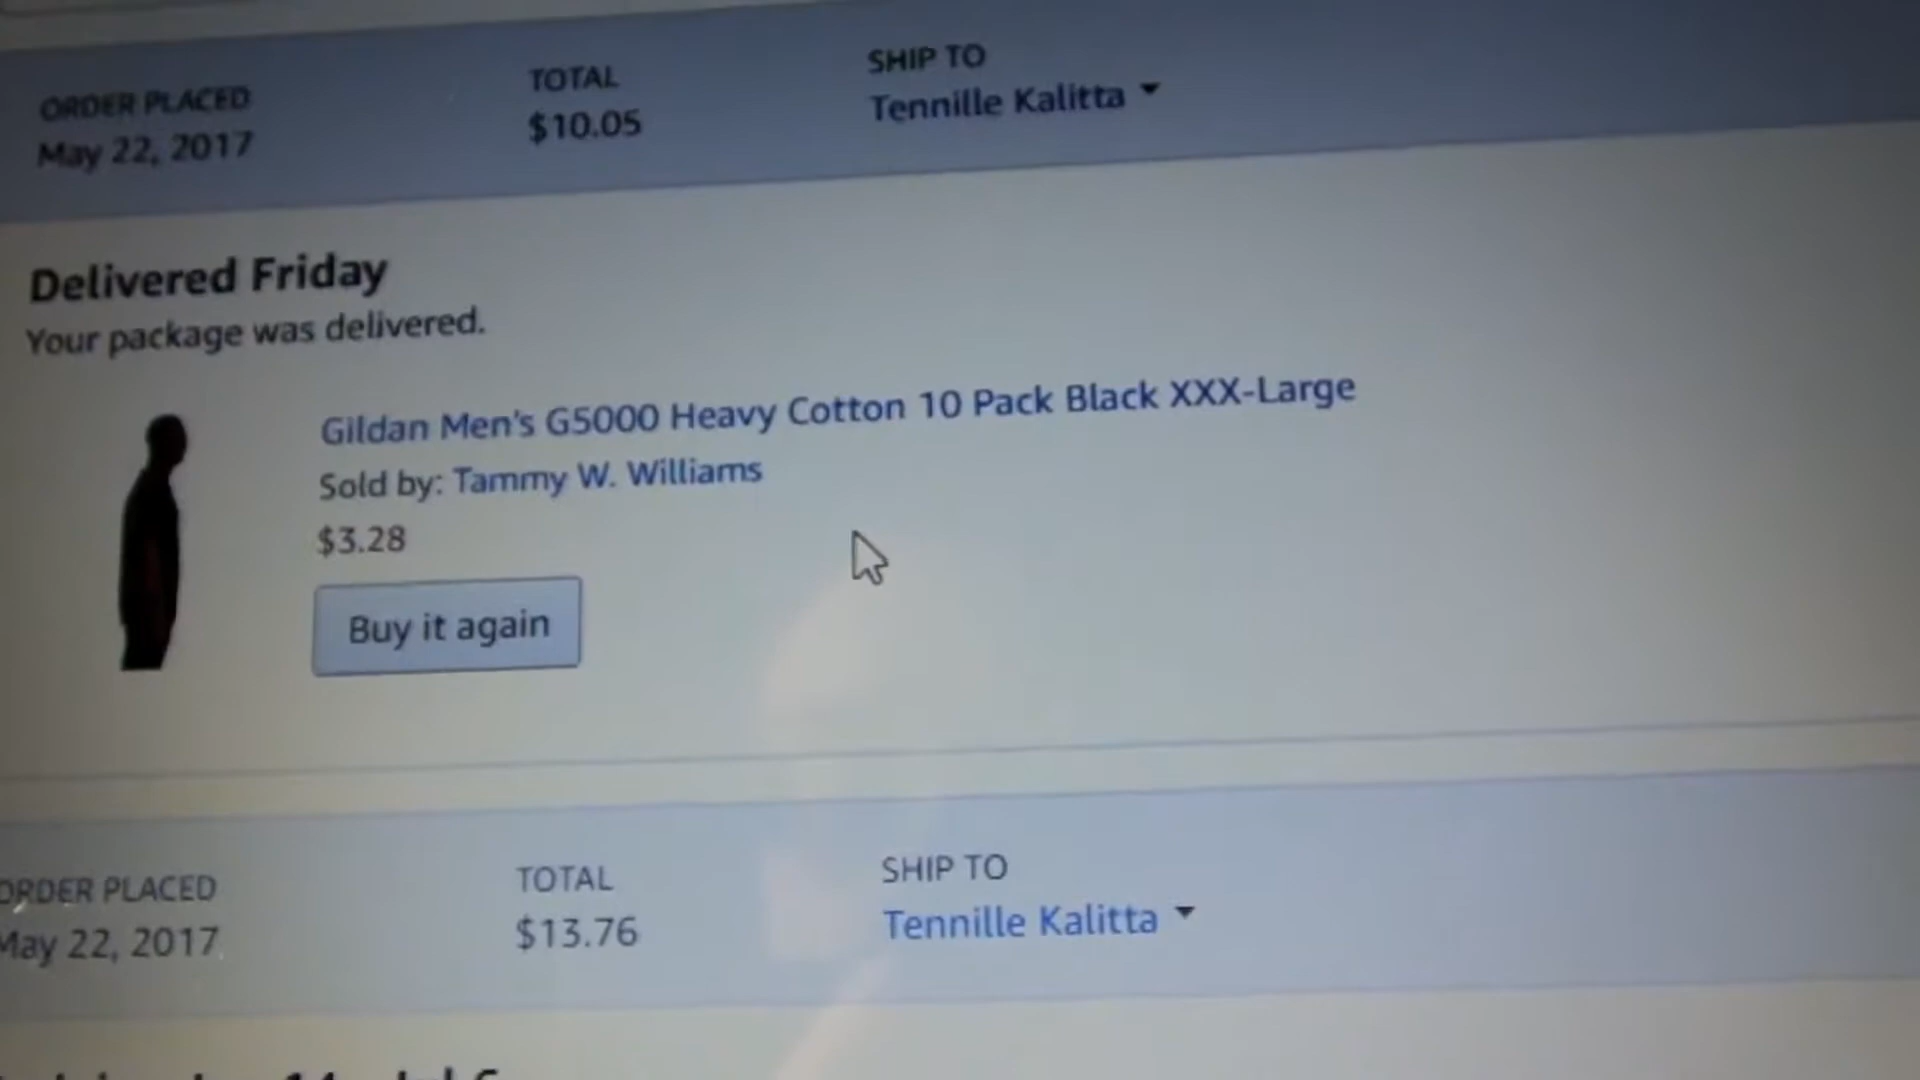 ORDER PLACED
May 22, 2017
TOTAL
$10.05
SHIP TO
Tennille Kalitta
Delivered Friday
Your package was delivered.
Gildan Men's G5000 Heavy Cotton 10 Pack Black XXX-Large
Sold by: Tammy W. Williams
$3.28
Buy it again
ORDER PLACED
May 22, 2017
TOTAL
$13.76
SHIP TO
Tennille Kalitta